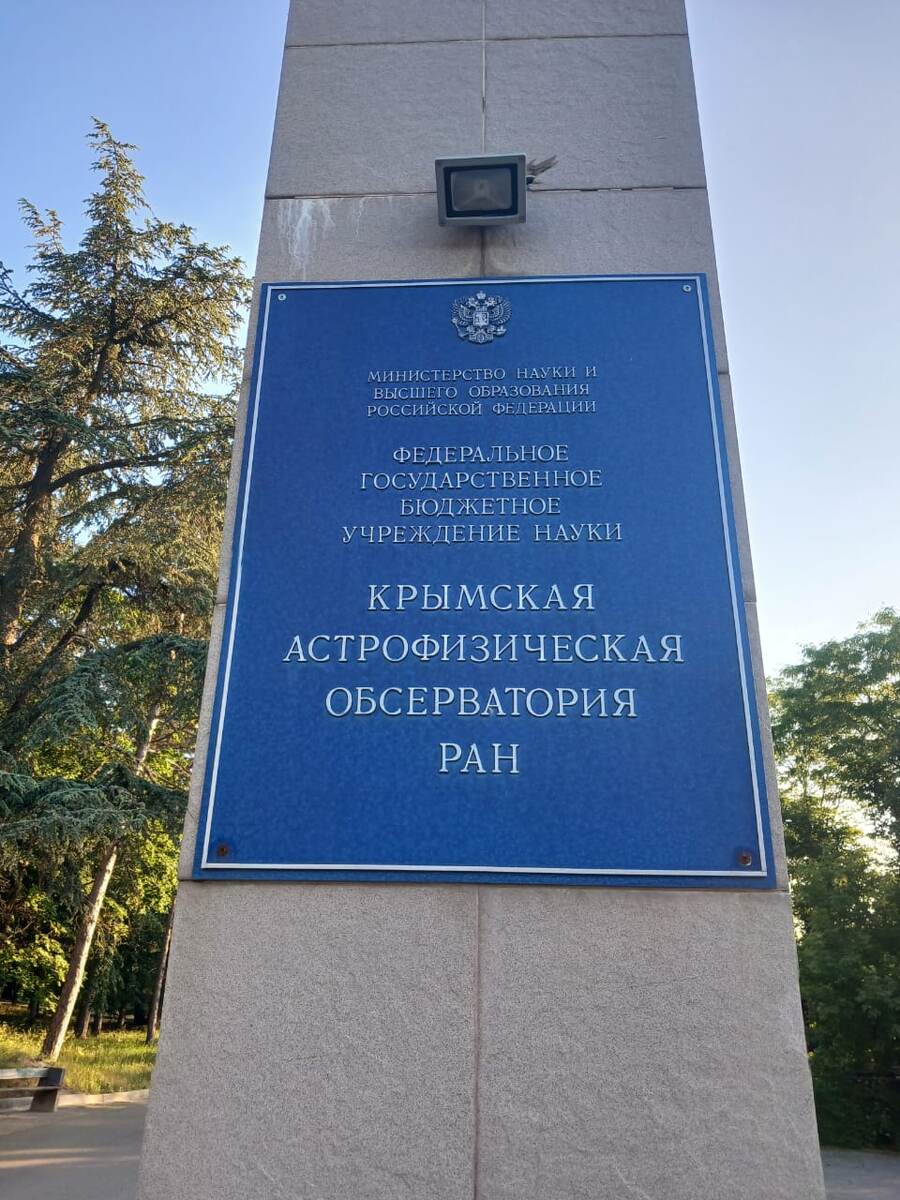 МИНИСТЕРСТВО НАУКИ И
ВЫСШЕГО ОБРАЗОВАНИЯ
РОССИЙСКОЙ ФЕДЕРАЦИИ
ФЕДЕРАЛЬНОЕ
ГОСУДАРСТВЕННОЕ
БЮДЖЕТНОЕ
УЧРЕЖДЕНИЕ НАУКИ
КРЫМСКАЯ
АСТРОФИЗИЧЕСКАЯ
ОБСЕРВАТОРИЯ
РАН